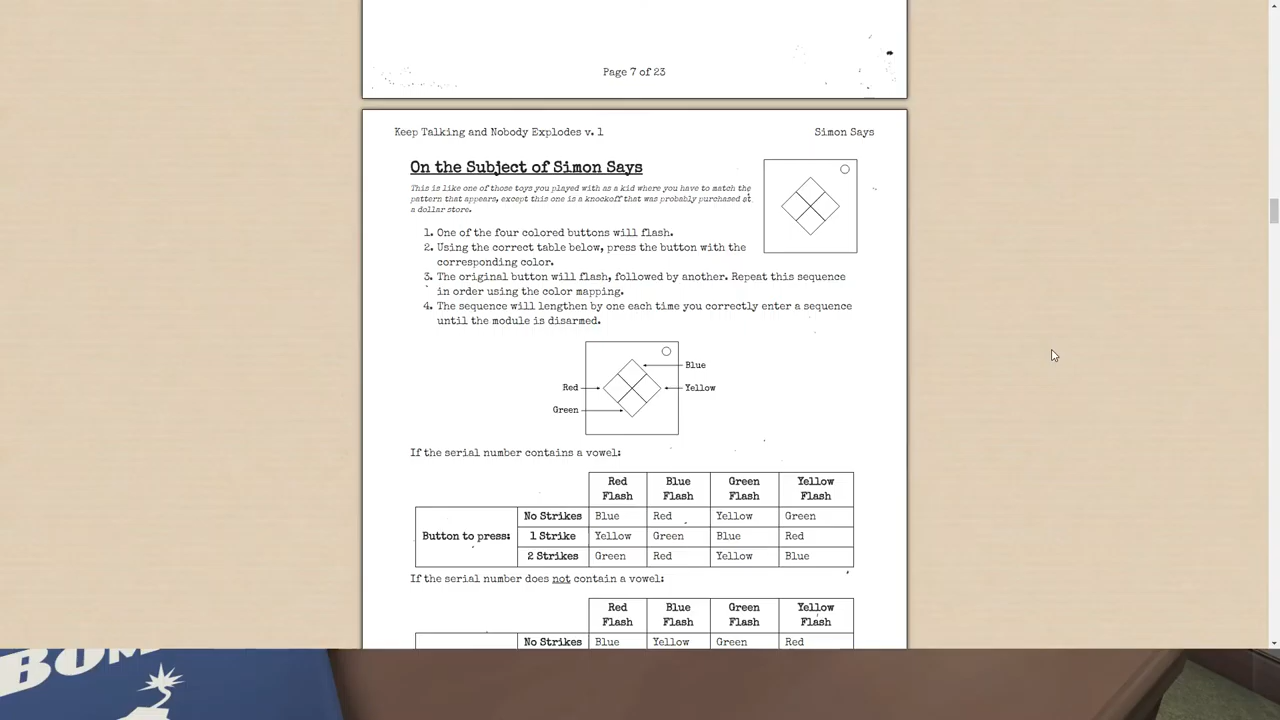 Page 7 of 23
Keep Talking and Nobody Explodes v. 1
Simon Says
On the Subject of Simon Says
This is like one of those toys you played with as a kid where you have to match the
pattern that appears, except this one is a knockoff that was probably purchased at
a dollar store.
1. One of the four colored buttons will flash.
2. Using the correct table below, press the button with the
corresponding color.
3. The original button will flash, followed by another. Repeat this sequence
in order using the color mapping.
4. The sequence will lengthen by one each time you correctly enter a sequence
until the module is disarmed.
Blue
Red
Yellow
Green
If the serial number contains a vowel:
Red Blue Green Yellow
Flash Flash Flash Flash
No Strikes Blue Red Yellow Green
Button to press: 1 Strike Yellow Green Blue Red
2 Strikes Green Red Yellow Blue
If the serial number does not contain a vowel:
Red Blue Green Yellow
Flash Flash Flash Flash
No Strikes Blue Yellow Green Red